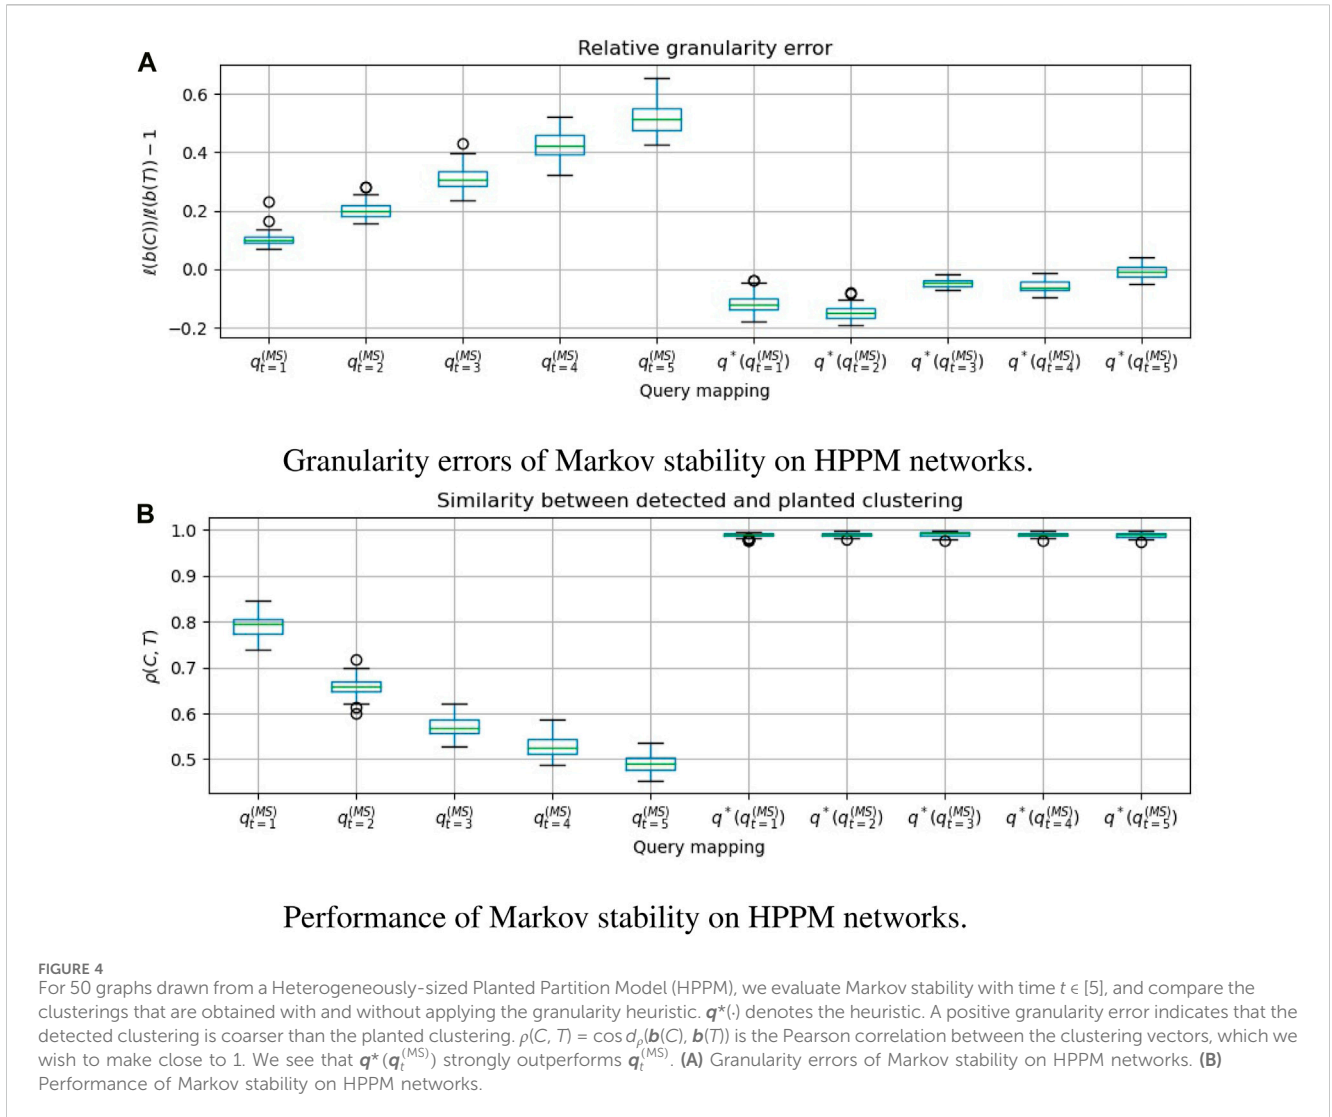 A
Relative granularity error
ℓ(b(C))/ℓ(b(T)) − 1
0.6
0.4
0.2
0.0
−0.2
q_{t=1}^{(MS)} q_{t=2}^{(MS)} q_{t=3}^{(MS)} q_{t=4}^{(MS)} q_{t=5}^{(MS)} q*(q_{t=1}^{(MS)}) q*(q_{t=2}^{(MS)}) q*(q_{t=3}^{(MS)}) q*(q_{t=4}^{(MS)}) q*(q_{t=5}^{(MS)})
Query mapping
Granularity errors of Markov stability on HPPM networks.
B
Similarity between detected and planted clustering
ρ(C, T)
1.0
0.9
0.8
0.7
0.6
0.5
q_{t=1}^{(MS)} q_{t=2}^{(MS)} q_{t=3}^{(MS)} q_{t=4}^{(MS)} q_{t=5}^{(MS)} q*(q_{t=1}^{(MS)}) q*(q_{t=2}^{(MS)}) q*(q_{t=3}^{(MS)}) q*(q_{t=4}^{(MS)}) q*(q_{t=5}^{(MS)})
Query mapping
Performance of Markov stability on HPPM networks.
FIGURE 4
For 50 graphs drawn from a Heterogeneously-sized Planted Partition Model (HPPM), we evaluate Markov stability with time t ϵ [5], and compare the
clusterings that are obtained with and without applying the granularity heuristic. q*(·) denotes the heuristic. A positive granularity error indicates that the
detected clustering is coarser than the planted clustering. ρ(C, T) = cos d_ρ(b(C), b(T)) is the Pearson correlation between the clustering vectors, which we
wish to make close to 1. We see that q*(q_t^{(MS)}) strongly outperforms q_t^{(MS)}. (A) Granularity errors of Markov stability on HPPM networks. (B)
Performance of Markov stability on HPPM networks.